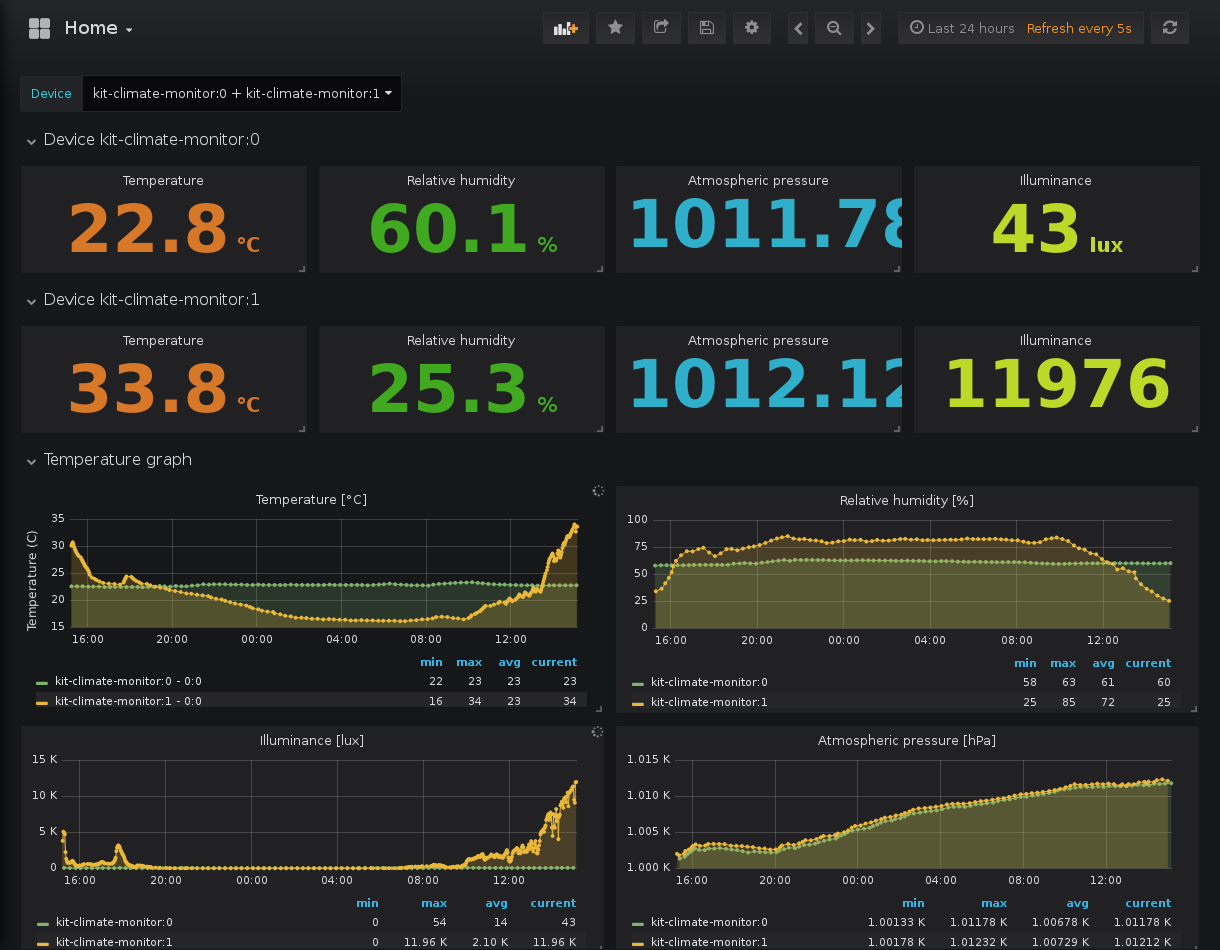 Home
Last 24 hours Refresh every 5s
Device kit-climate-monitor:0 + kit-climate-monitor:1
Device kit-climate-monitor:0
Temperature Relative humidity Atmospheric pressure Illuminance
22.8 °C 60.1 % 1011.78 43 lux
Device kit-climate-monitor:1
Temperature Relative humidity Atmospheric pressure Illuminance
33.8 °C 25.3 % 1012.12 11976
Temperature graph
Temperature [°C]
Temperature (C)
35
30
25
20
15
16:00 20:00 00:00 04:00 08:00 12:00
min max avg current
kit-climate-monitor:0 - 0:0 22 23 23 23
kit-climate-monitor:1 - 0:0 16 34 23 34
Relative humidity [%]
100
75
50
25
0
16:00 20:00 00:00 04:00 08:00 12:00
min max avg current
kit-climate-monitor:0 58 63 61 60
kit-climate-monitor:1 25 85 72 25
Illuminance [lux]
15 K
10 K
5 K
0
16:00 20:00 00:00 04:00 08:00 12:00
min max avg current
kit-climate-monitor:0 0 54 14 43
kit-climate-monitor:1 0 11.96 K 2.10 K 11.96 K
Atmospheric pressure [hPa]
1.015 K
1.010 K
1.005 K
1.000 K
16:00 20:00 00:00 04:00 08:00 12:00
min max avg current
kit-climate-monitor:0 1.00133 K 1.01178 K 1.00678 K 1.01178 K
kit-climate-monitor:1 1.00178 K 1.01232 K 1.00729 K 1.01212 K